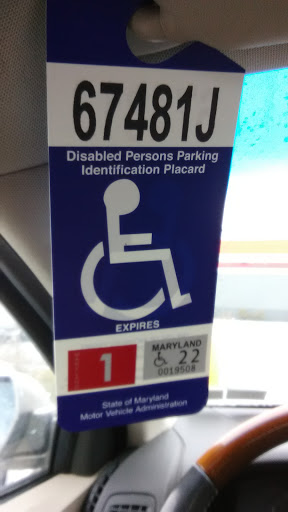 67481J
Disabled Persons Parking
Identification Placard
EXPIRES
1
MARYLAND
22
0019508
State of Maryland
Motor Vehicle Administration